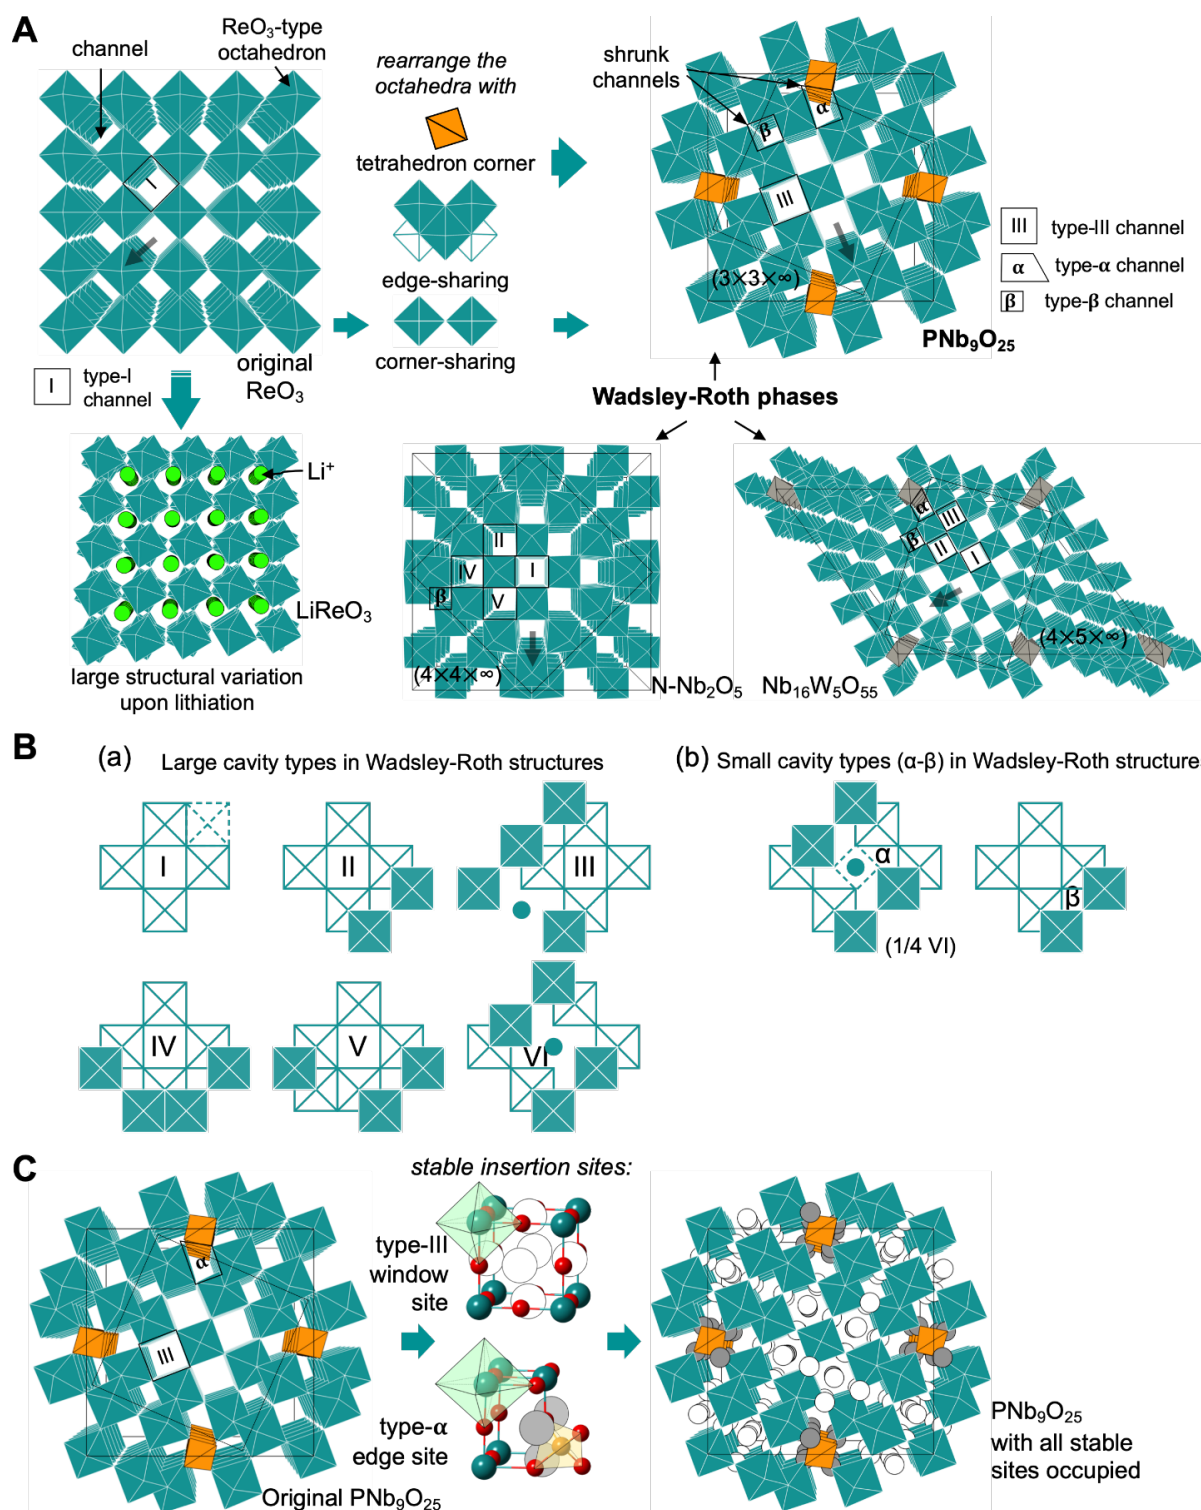 A
channel
ReO3-type
octahedron
rearrange the
octahedra with
tetrahedron corner
edge-sharing
corner-sharing
I
original
ReO3
I
type-I
channel
shrunk
channels
α
β
III
(3×3×∞)
PNb9O25
III
type-III channel
α
type-α channel
β
type-β channel
Wadsley-Roth phases
Li+
LiReO3
large structural variation
upon lithiation
II
IV
I
β
V
(4×4×∞)
N-Nb2O5
α
III
β
II
I
(4×5×∞)
Nb16W5O55
B
(a)
Large cavity types in Wadsley-Roth structures
I
II
III
IV
V
VI
(b)
Small cavity types (α-β) in Wadsley-Roth structure
α
(1/4 VI)
β
C
α
III
Original PNb9O25
stable insertion sites:
type-III
window
site
type-α
edge site
PNb9O25
with all stable
sites occupied